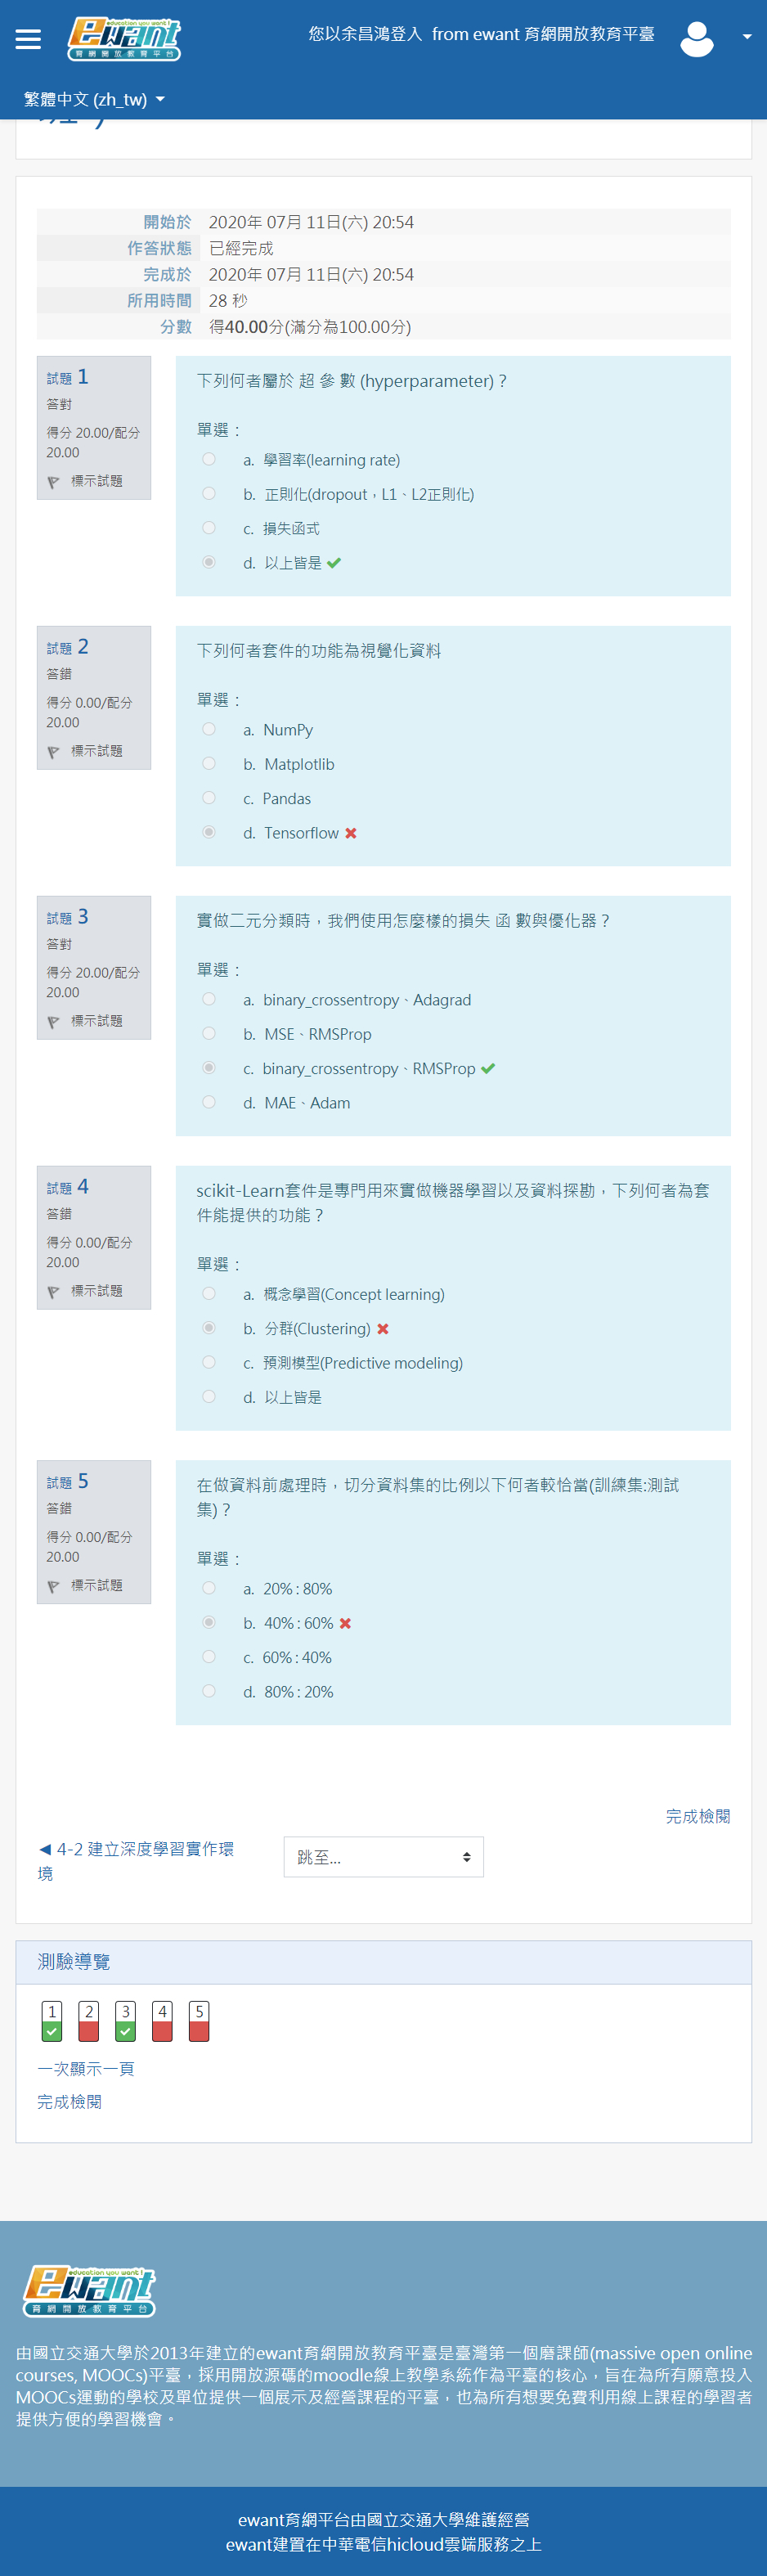 ewant
education you want !
育網開放教育平台
您以余昌鴻登入 from ewant 育網開放教育平臺
繁體中文 (zh_tw)
開始於 2020年 07月 11日(六) 20:54
作答狀態 已經完成
完成於 2020年 07月 11日(六) 20:54
所用時間 28 秒
分數 得40.00分(滿分為100.00分)
試題 1
答對
得分 20.00/配分
20.00
標示試題
下列何者屬於 超 參 數 (hyperparameter)？
單選：
a. 學習率(learning rate)
b. 正則化(dropout，L1、L2正則化)
c. 損失函式
d. 以上皆是
試題 2
答錯
得分 0.00/配分
20.00
標示試題
下列何者套件的功能為視覺化資料
單選：
a. NumPy
b. Matplotlib
c. Pandas
d. Tensorflow
試題 3
答對
得分 20.00/配分
20.00
標示試題
實做二元分類時，我們使用怎麼樣的損失 函 數與優化器？
單選：
a. binary_crossentropy、Adagrad
b. MSE、RMSProp
c. binary_crossentropy、RMSProp
d. MAE、Adam
試題 4
答錯
得分 0.00/配分
20.00
標示試題
scikit-Learn套件是專門用來實做機器學習以及資料探勘，下列何者為套
件能提供的功能？
單選：
a. 概念學習(Concept learning)
b. 分群(Clustering)
c. 預測模型(Predictive modeling)
d. 以上皆是
試題 5
答錯
得分 0.00/配分
20.00
標示試題
在做資料前處理時，切分資料集的比例以下何者較恰當(訓練集:測試
集)？
單選：
a. 20% : 80%
b. 40% : 60%
c. 60% : 40%
d. 80% : 20%
完成檢閱
◄ 4-2 建立深度學習實作環
境
跳至...
測驗導覽
1 2 3 4 5
一次顯示一頁
完成檢閱
education you want !
ewant
育網開放教育平台
由國立交通大學於2013年建立的ewant育網開放教育平臺是臺灣第一個磨課師(massive open online
courses, MOOCs)平臺，採用開放源碼的moodle線上教學系統作為平臺的核心，旨在為所有願意投入
MOOCs運動的學校及單位提供一個展示及經營課程的平臺，也為所有想要免費利用線上課程的學習者
提供方便的學習機會。
ewant育網平台由國立交通大學維護經營
ewant建置在中華電信hicloud雲端服務之上